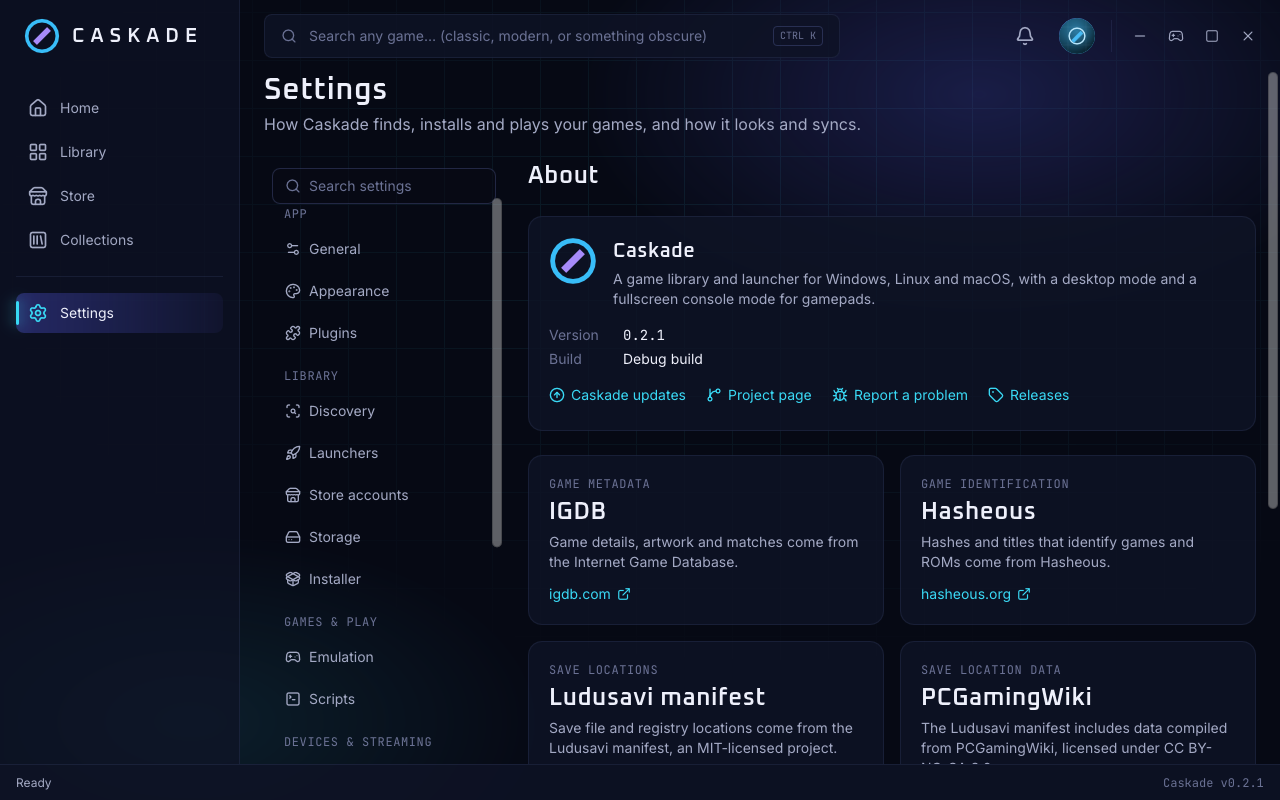 CASKADE
Search any game... (classic, modern, or something obscure)
CTRL K
Home
Library
Store
Collections
Settings
Settings
How Caskade finds, installs and plays your games, and how it looks and syncs.
Search settings
APP
General
Appearance
Plugins
LIBRARY
Discovery
Launchers
Store accounts
Storage
Installer
GAMES & PLAY
Emulation
Scripts
DEVICES & STREAMING
About
Caskade
A game library and launcher for Windows, Linux and macOS, with a desktop mode and a
fullscreen console mode for gamepads.
Version 0.2.1
Build Debug build
Caskade updates Project page Report a problem Releases
GAME METADATA
IGDB
Game details, artwork and matches come from
the Internet Game Database.
igdb.com
GAME IDENTIFICATION
Hasheous
Hashes and titles that identify games and
ROMs come from Hasheous.
hasheous.org
SAVE LOCATIONS
Ludusavi manifest
Save file and registry locations come from the
Ludusavi manifest, an MIT-licensed project.
SAVE LOCATION DATA
PCGamingWiki
The Ludusavi manifest includes data compiled
from PCGamingWiki, licensed under CC BY-
Ready
Caskade v0.2.1